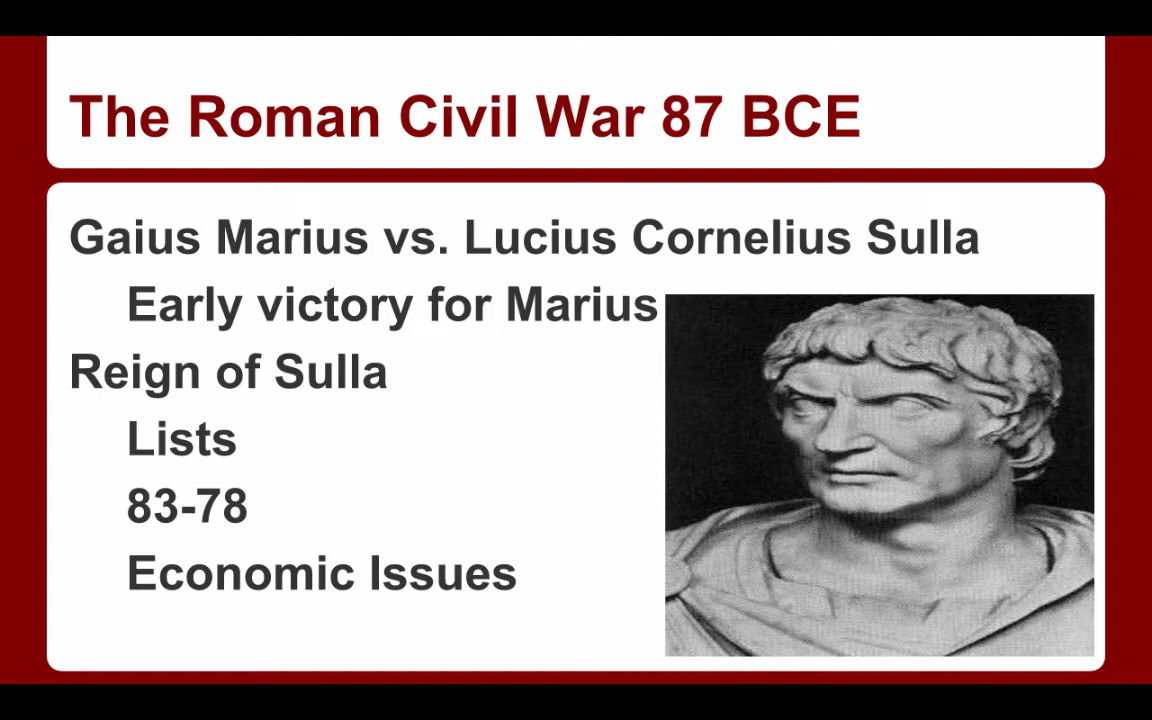 The Roman Civil War 87 BCE
Gaius Marius vs. Lucius Cornelius Sulla
Early victory for Marius
Reign of Sulla
Lists
83-78
Economic Issues